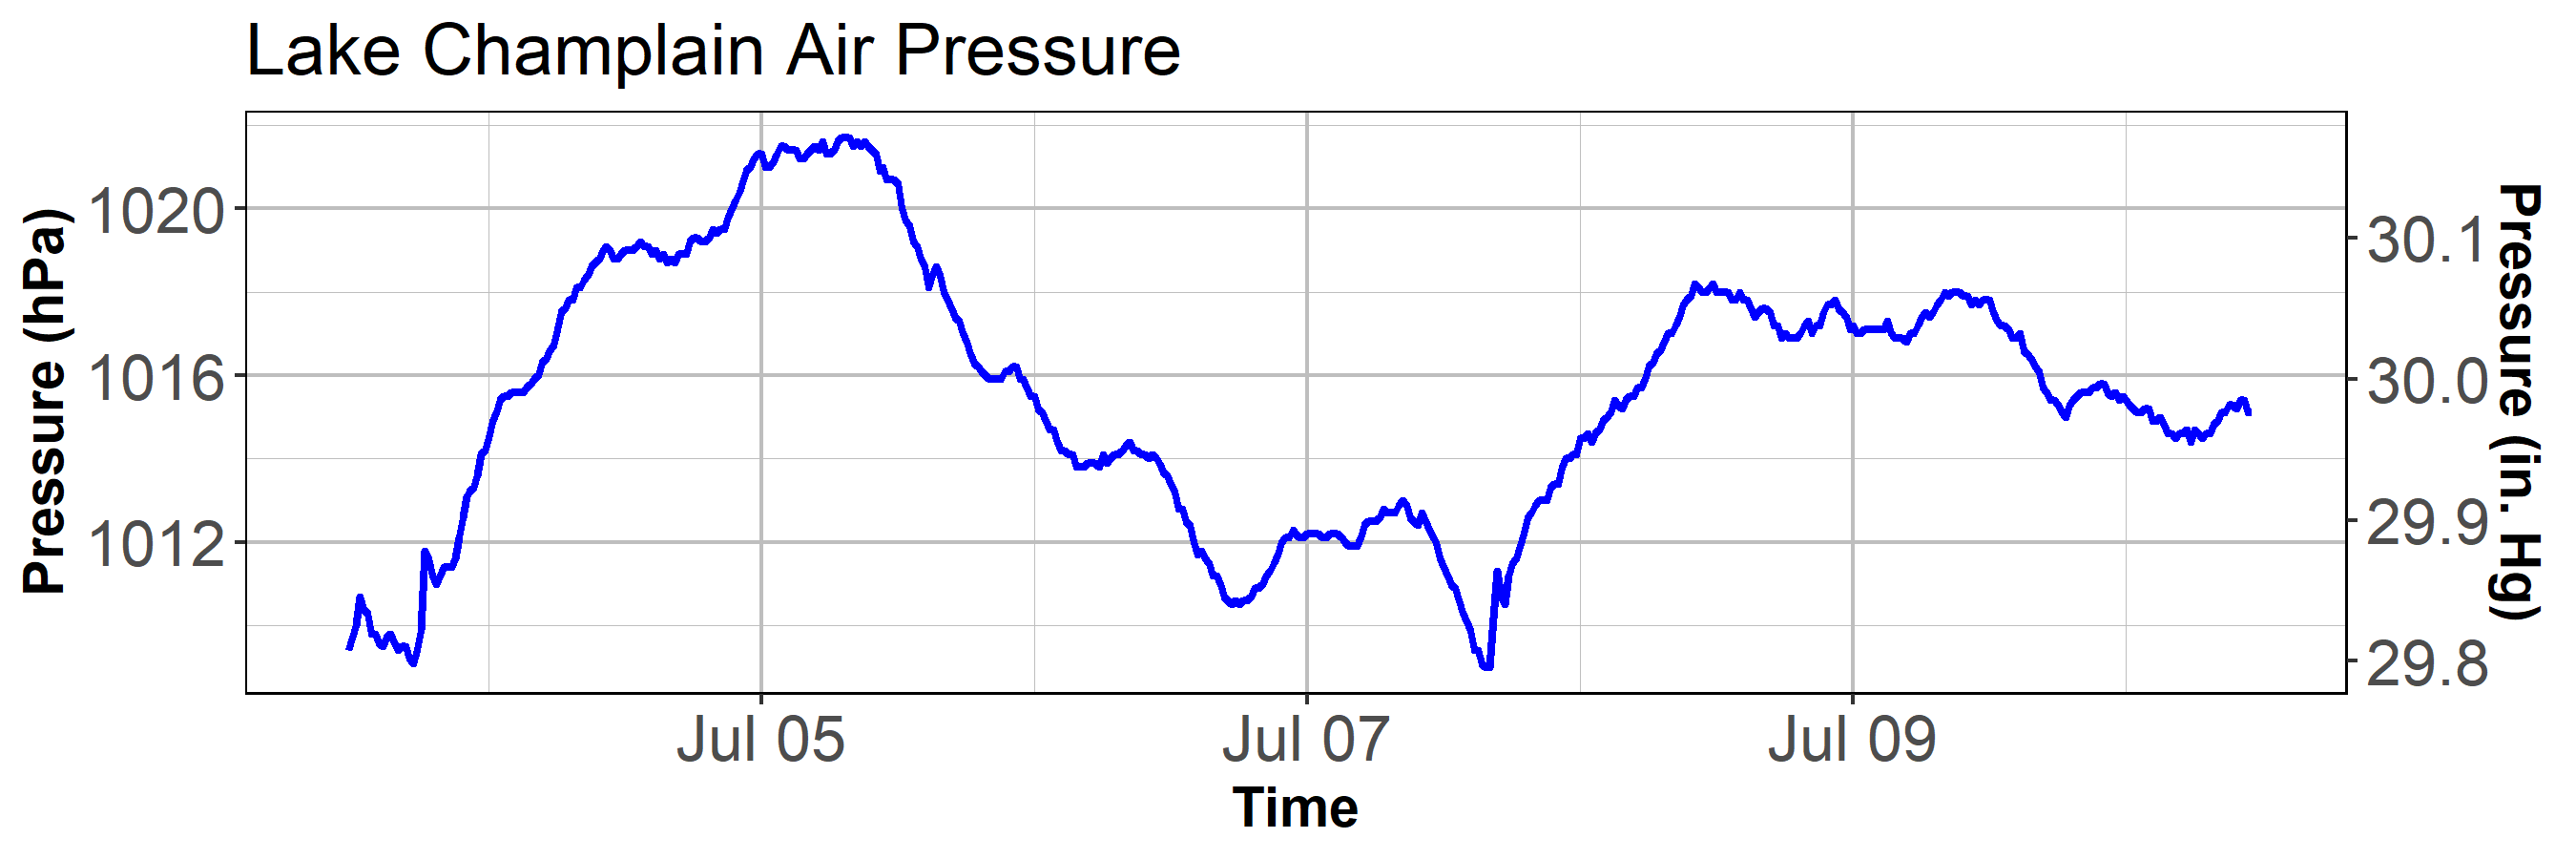 Lake Champlain Air Pressure
Pressure (hPa)
1020
1016
1012
30.1
30.0
29.9
29.8
Pressure (in. Hg)
Jul 05 Jul 07 Jul 09
Time